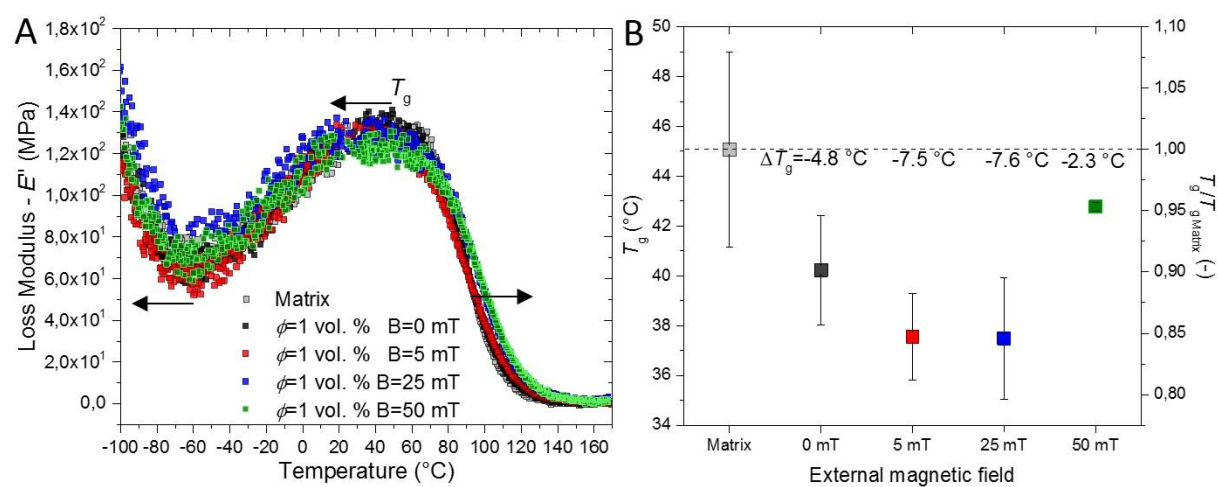 A
Loss Modulus - E'' (MPa)
1,8x10²
1,6x10²
1,4x10²
1,2x10²
1,0x10²
8,0x10¹
6,0x10¹
4,0x10¹
2,0x10¹
0,0
Tg
Matrix
ϕ=1 vol. % B=0 mT
ϕ=1 vol. % B=5 mT
ϕ=1 vol. % B=25 mT
ϕ=1 vol. % B=50 mT
-100 -80 -60 -40 -20 0 20 40 60 80 100 120 140 160
Temperature (°C)
B
Tg (°C)
50
48
46
44
42
40
38
36
34
ΔTg=-4.8 °C -7.5 °C -7.6 °C -2.3 °C
1,10
1,05
1,00
0,95
0,90
0,85
0,80
Tg/Tg Matrix (-)
Matrix 0 mT 5 mT 25 mT 50 mT
External magnetic field